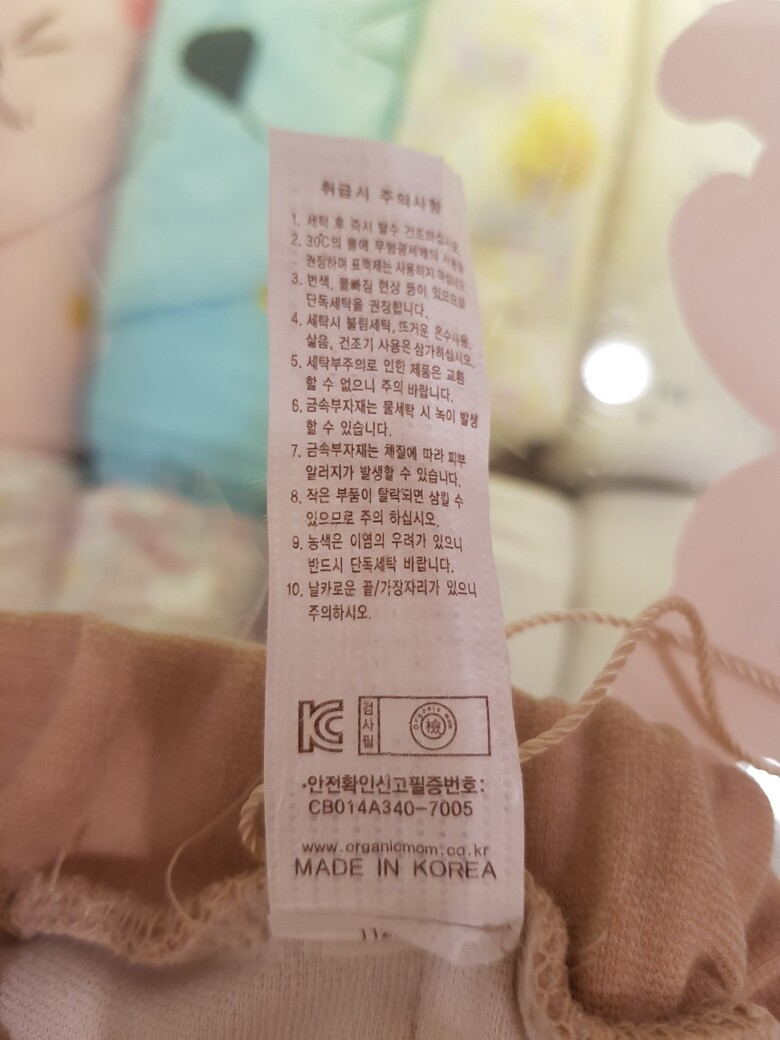 취급시 주의사항
1. 세탁 후 즉시 탈수 건조하십시오.
2. 30C의 물에 무형광세제의 사용을
권장하며 표백제는 사용하지 마십시오
3. 변색, 물빠짐 현상 등이 있으므로
단독세탁을 권장합니다.
4. 세탁시 불림세탁, 뜨거운 온수사용,
삶음, 건조기 사용은 삼가하십시오.
5. 세탁부주의로 인한 제품은 교환
할 수 없으니 주의 바랍니다.
6. 금속부자재는 물세탁 시 녹이 발생
할 수 있습니다.
7. 금속부자재는 체질에 따라 피부
알러지가 발생할 수 있습니다.
8. 작은 부품이 탈락되면 삼킬 수
있으므로 주의 하십시오.
9. 농색은 이염의 우려가 있으니
반드시 단독세탁 바랍니다.
10. 날카로운 끝/가장자리가 있으니
주의하시오.
KC 검사필 Organic mom 檢
·안전확인신고필증번호:
CB014A340-7005
www.organicmom.co.kr
MADE IN KOREA